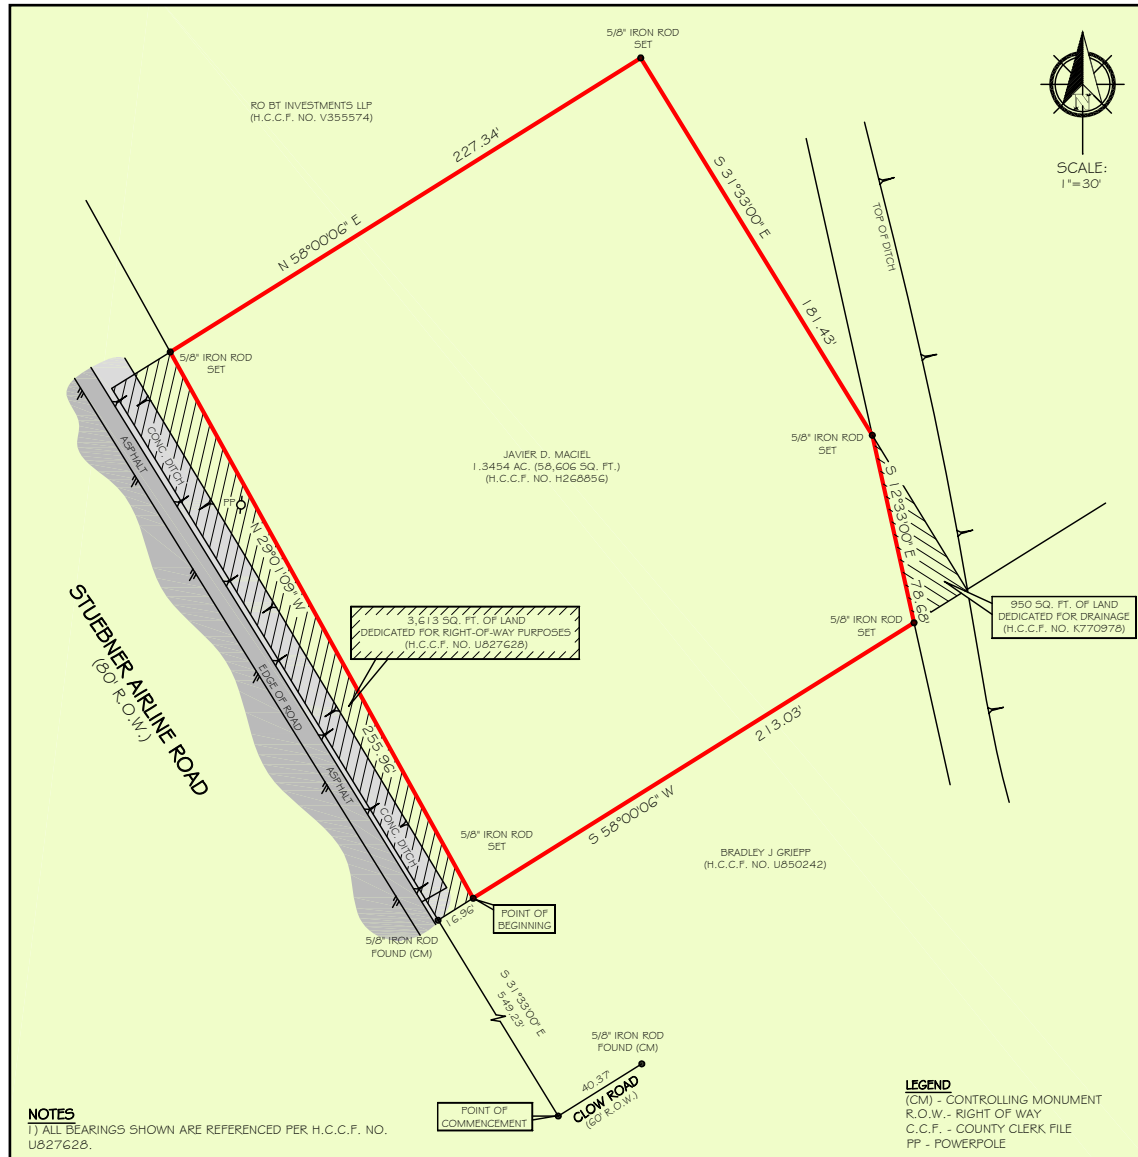 5/8" IRON ROD
SET
RO BT INVESTMENTS LLP
(H.C.C.F. NO. V355574)
N
SCALE:
1"=30'
227.34'
N 58°00'06" E
S 31°33'00" E
181.43'
TOP OF DITCH
5/8" IRON ROD
SET
5/8" IRON ROD
SET
JAVIER D. MACIEL
1.3454 AC. (58,606 SQ. FT.)
(H.C.C.F. NO. H268856)
ASPHALT
CONC. DITCH
PP
N 29°01'09" W
255.96'
S 12°33'00" E
78.68'
STUEBNER AIRLINE ROAD
(80' R.O.W.)
3,613 SQ. FT. OF LAND
DEDICATED FOR RIGHT-OF-WAY PURPOSES
(H.C.C.F. NO. U827628)
950 SQ. FT. OF LAND
DEDICATED FOR DRAINAGE
(H.C.C.F. NO. K770978)
5/8" IRON ROD
SET
EDGE OF ROAD
ASPHALT
CONC. DITCH
213.03'
S 58°00'06" W
5/8" IRON ROD
SET
BRADLEY J GRIEPP
(H.C.C.F. NO. U850242)
16.96'
POINT OF
BEGINNING
5/8" IRON ROD
FOUND (CM)
S 31°33'00" E
549.23'
5/8" IRON ROD
FOUND (CM)
40.37'
CLOW ROAD
(60' R.O.W.)
POINT OF
COMMENCEMENT
NOTES
1) ALL BEARINGS SHOWN ARE REFERENCED PER H.C.C.F. NO.
U827628.
LEGEND
(CM) - CONTROLLING MONUMENT
R.O.W.- RIGHT OF WAY
C.C.F. - COUNTY CLERK FILE
PP - POWERPOLE